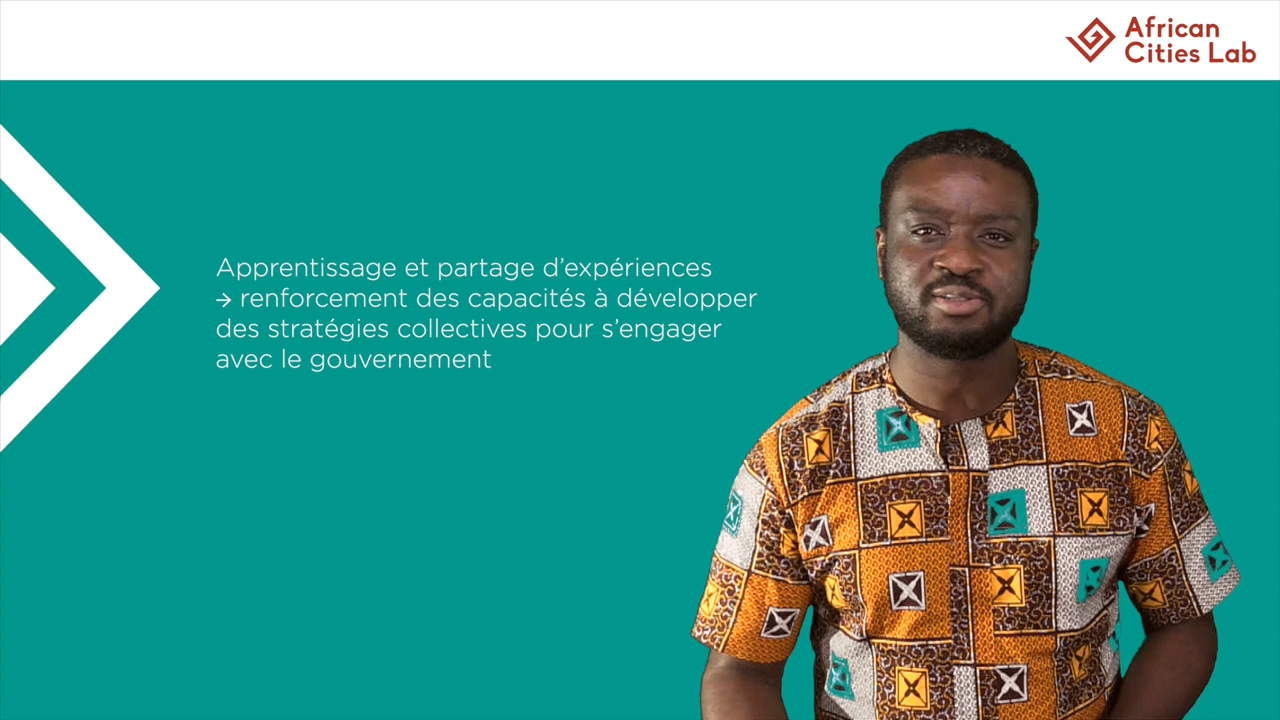 African
Cities Lab
Apprentissage et partage d’expériences
→ renforcement des capacités à développer
des stratégies collectives pour s’engager
avec le gouvernement